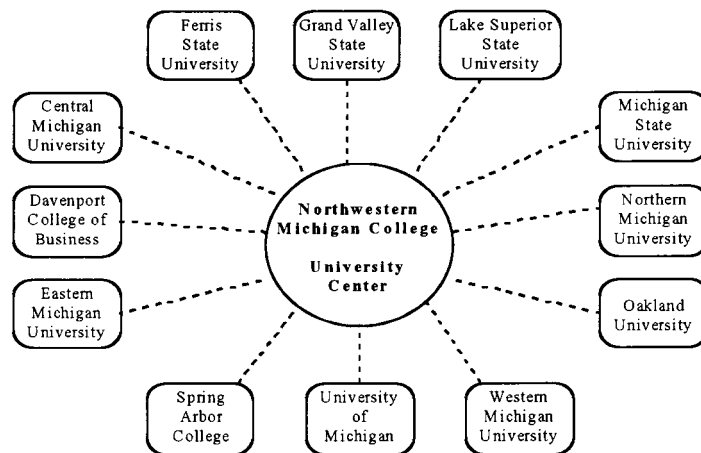 Ferris
State
University
Grand Valley
State
University
Lake Superior
State
University
Central
Michigan
University
Michigan
State
University
Davenport
College of
Business
Northwestern
Michigan College
University
Center
Northern
Michigan
University
Eastern
Michigan
University
Oakland
University
Spring
Arbor
College
University
of
Michigan
Western
Michigan
University